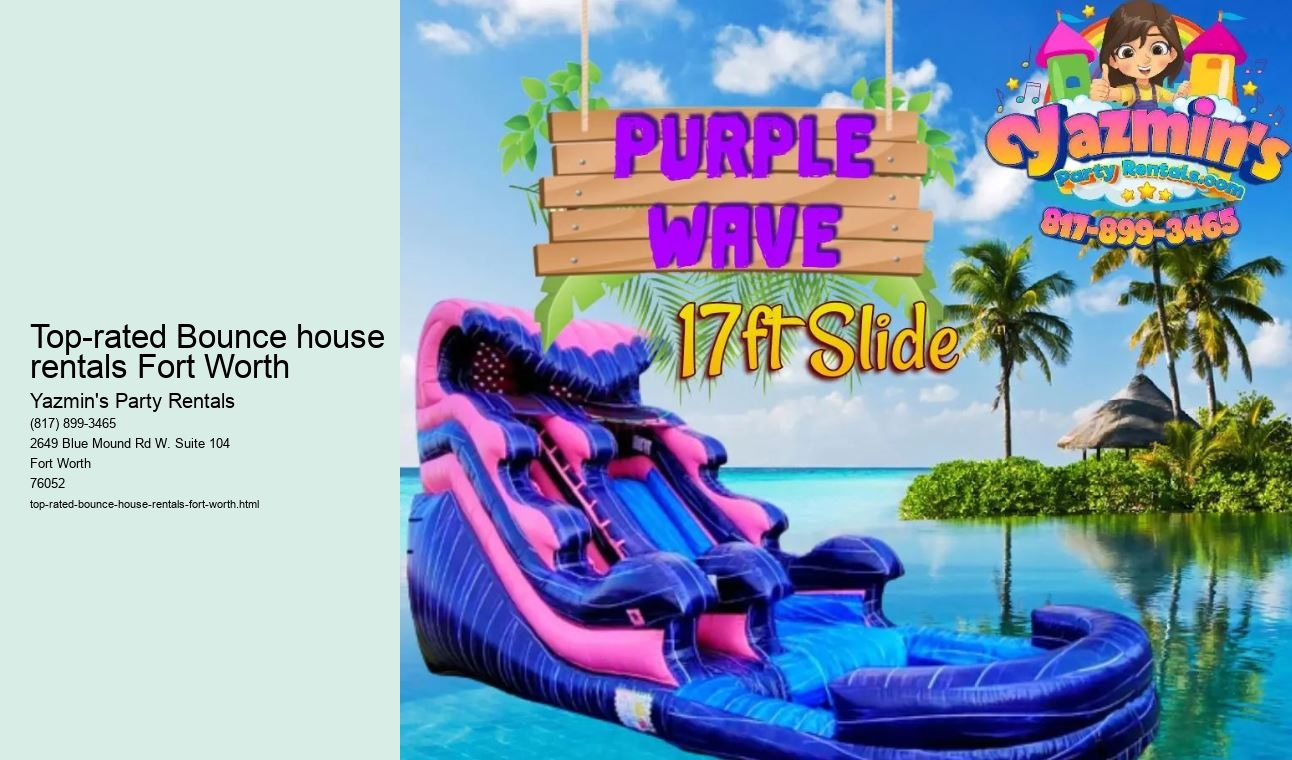 Top-rated Bounce house
rentals Fort Worth
Yazmin's Party Rentals
(817) 899-3465
2649 Blue Mound Rd W. Suite 104
Fort Worth
76052
top-rated-bounce-house-rentals-fort-worth.html
PURPLE
WAVE
17ft Slide
Yazmin's
Party Rentals.com
817-899-3465